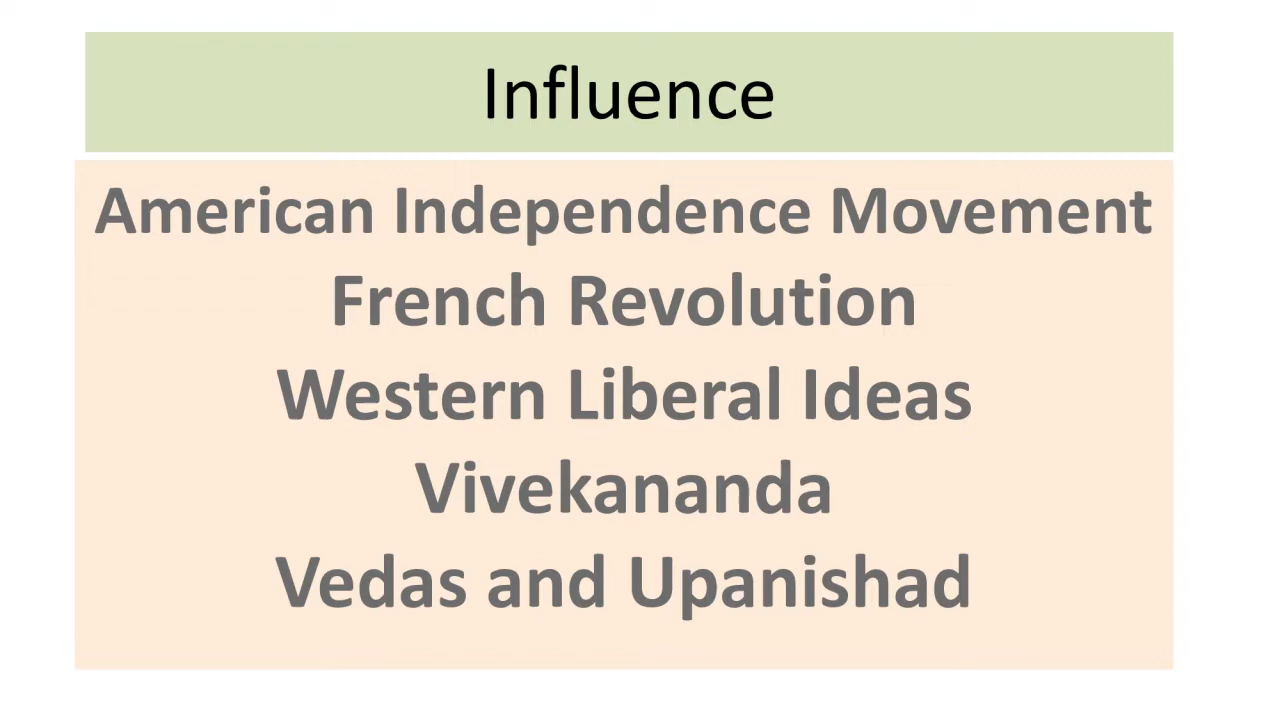 Influence
American Independence Movement
French Revolution
Western Liberal Ideas
Vivekananda
Vedas and Upanishad